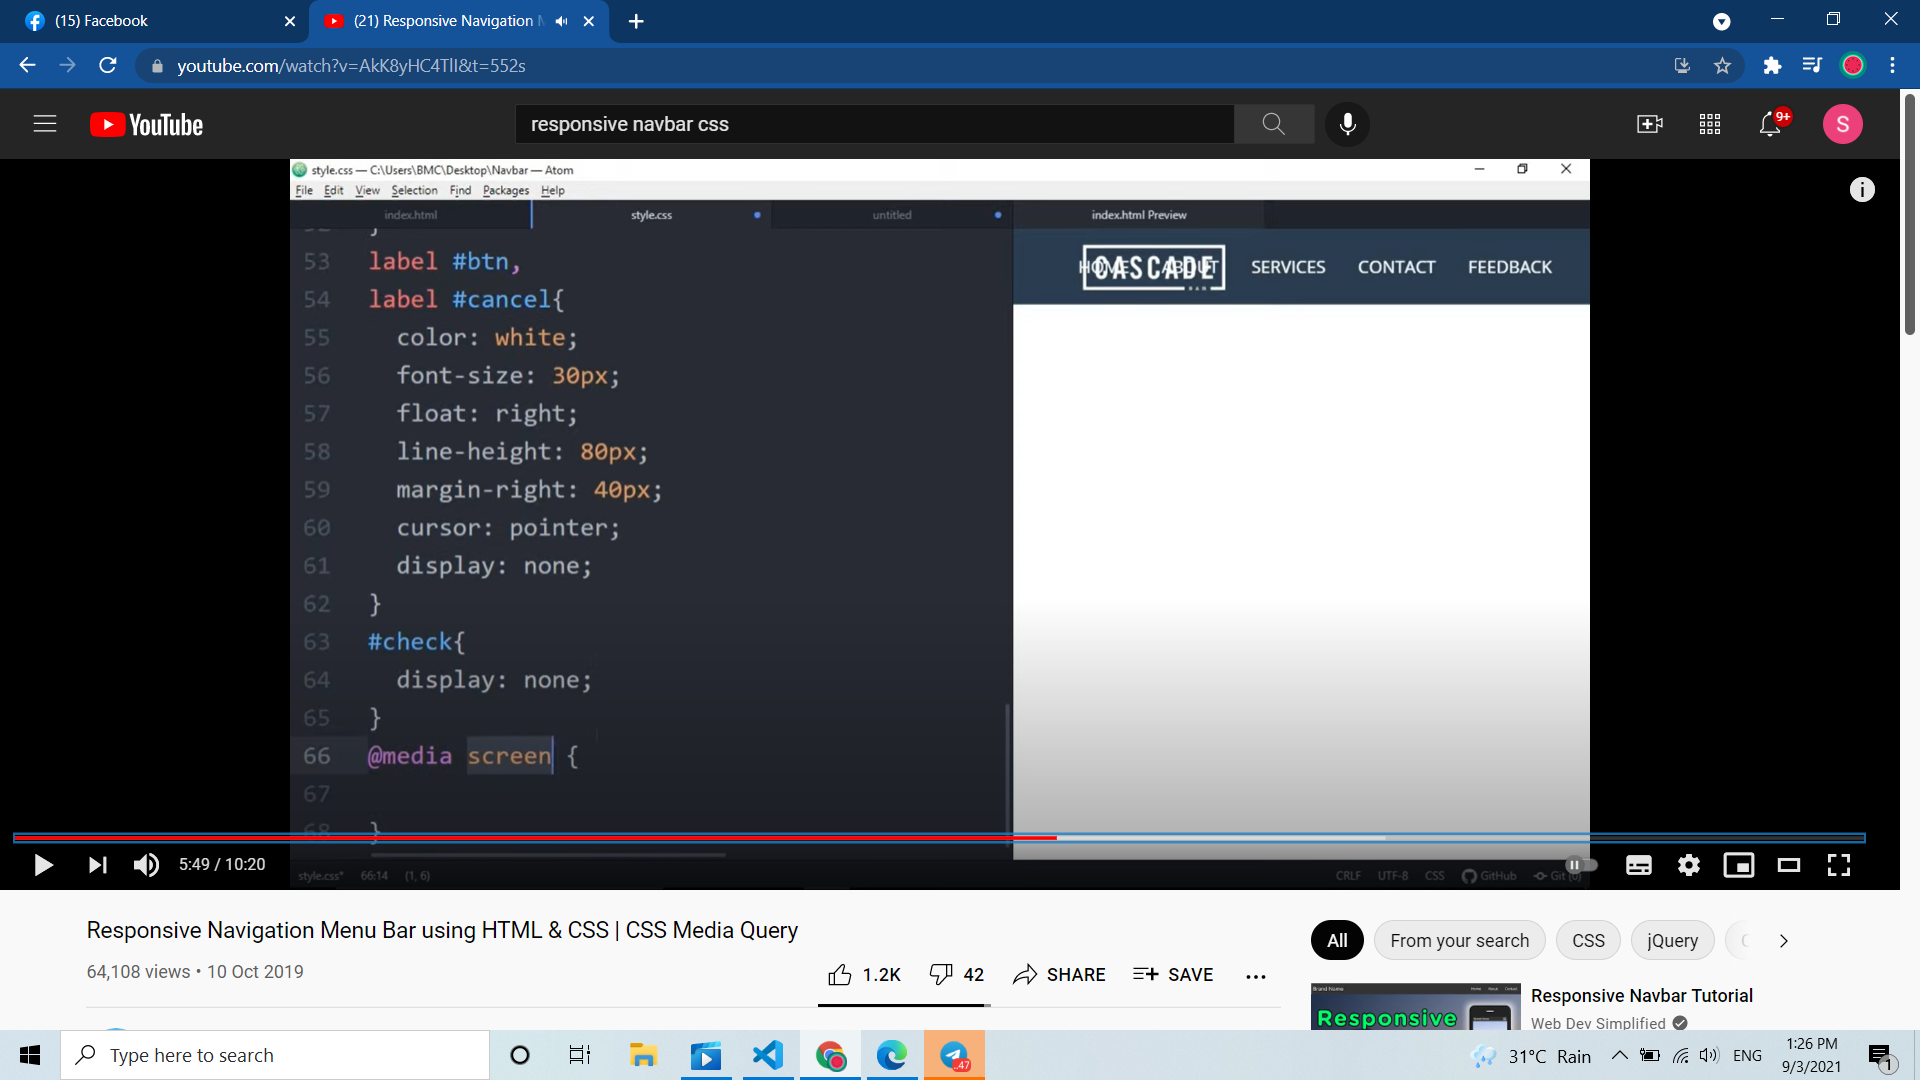 (15) Facebook
(21) Responsive Navigation M
youtube.com/watch?v=AkK8yHC4TlI&t=552s
YouTube
responsive navbar css
9+
S
style.css — C:\Users\BMC\Desktop\Navbar — Atom
File Edit View Selection Find Packages Help
index.html
style.css
untitled
index.html Preview
}
53 label #btn,
54 label #cancel{
55 color: white;
56 font-size: 30px;
57 float: right;
58 line-height: 80px;
59 margin-right: 40px;
60 cursor: pointer;
61 display: none;
62 }
63 #check{
64 display: none;
65 }
66 @media screen {
67
68 }
CASCADE
HOME ABOUT SERVICES CONTACT FEEDBACK
5:49 / 10:20
style.css* 66:14 (1, 6)
CRLF UTF-8 CSS GitHub Git (0)
Responsive Navigation Menu Bar using HTML & CSS | CSS Media Query
64,108 views • 10 Oct 2019
1.2K 42 SHARE SAVE
All From your search CSS jQuery
Brand Name
Responsive
Responsive Navbar Tutorial
Web Dev Simplified
Type here to search
..47
31°C Rain
ENG
1:26 PM
9/3/2021
1